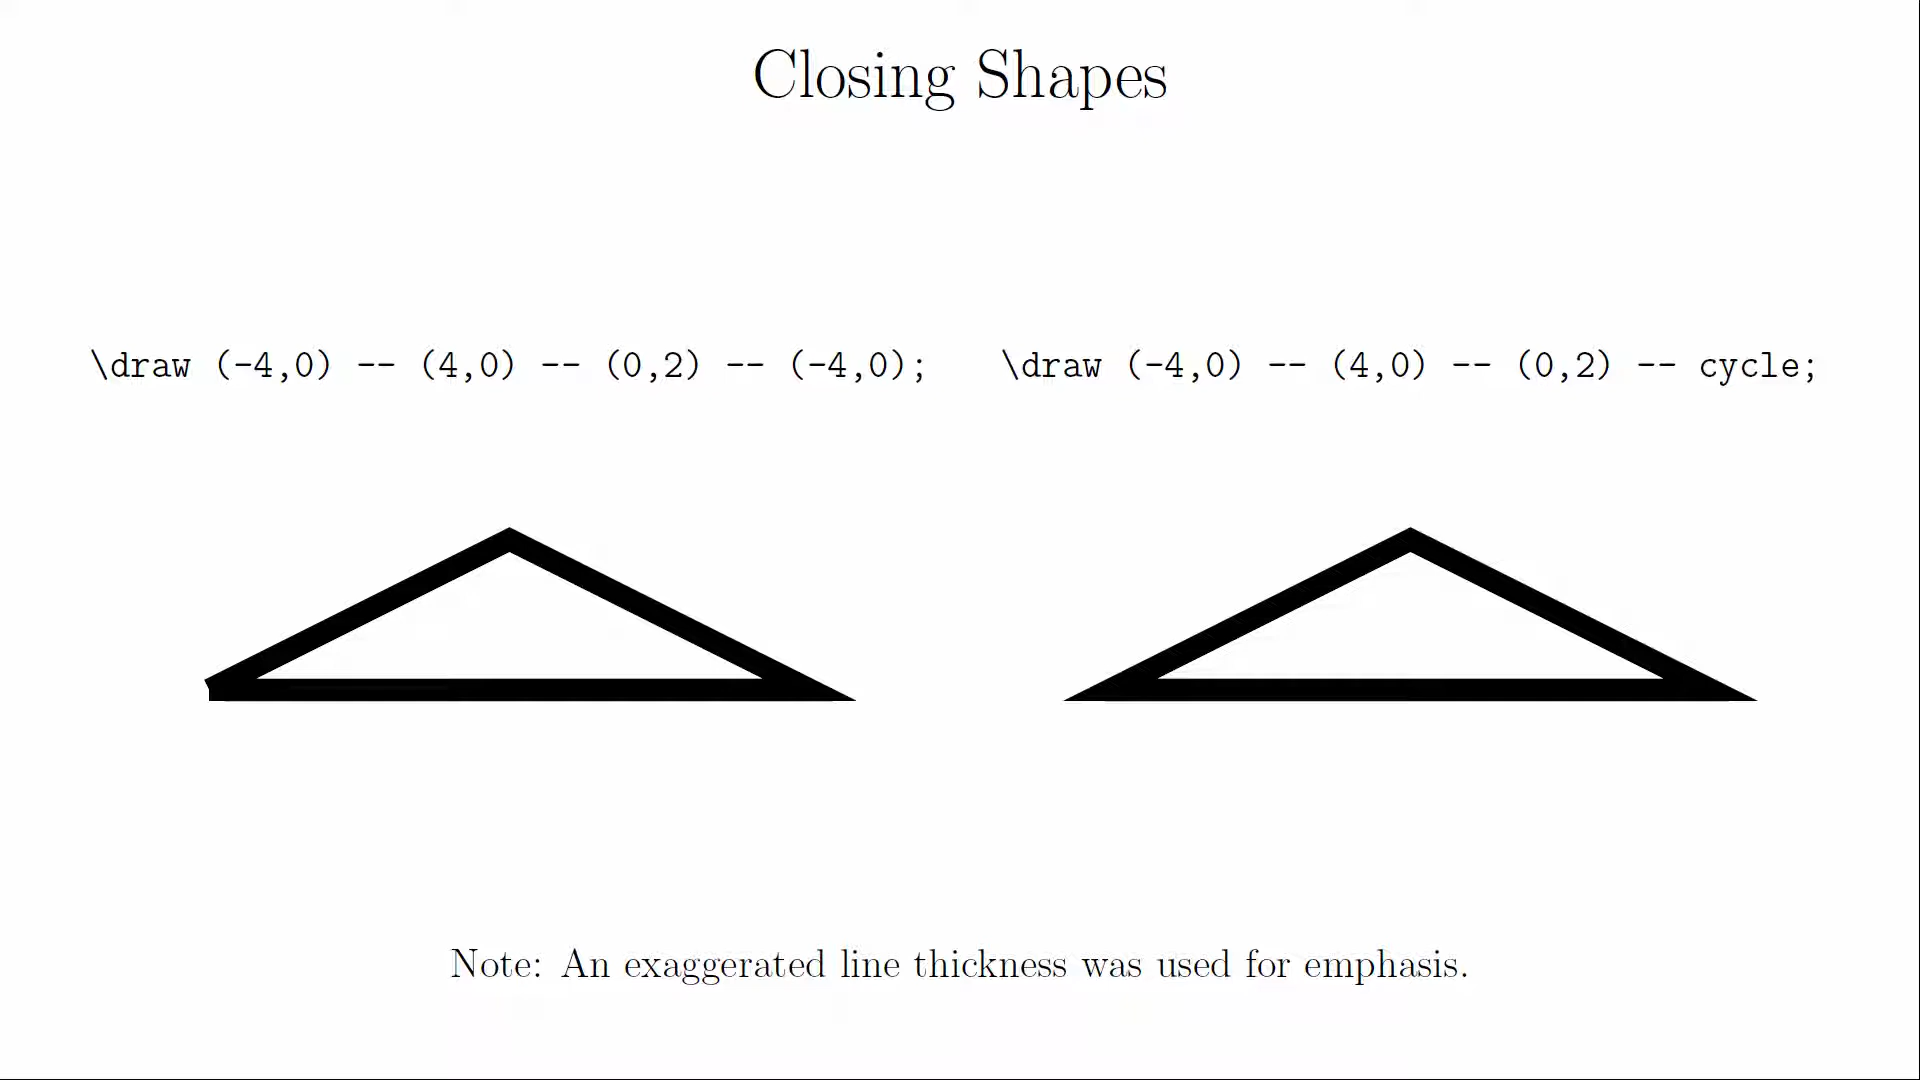 Closing Shapes
\draw (-4,0) -- (4,0) -- (0,2) -- (-4,0);
\draw (-4,0) -- (4,0) -- (0,2) -- cycle;
Note: An exaggerated line thickness was used for emphasis.